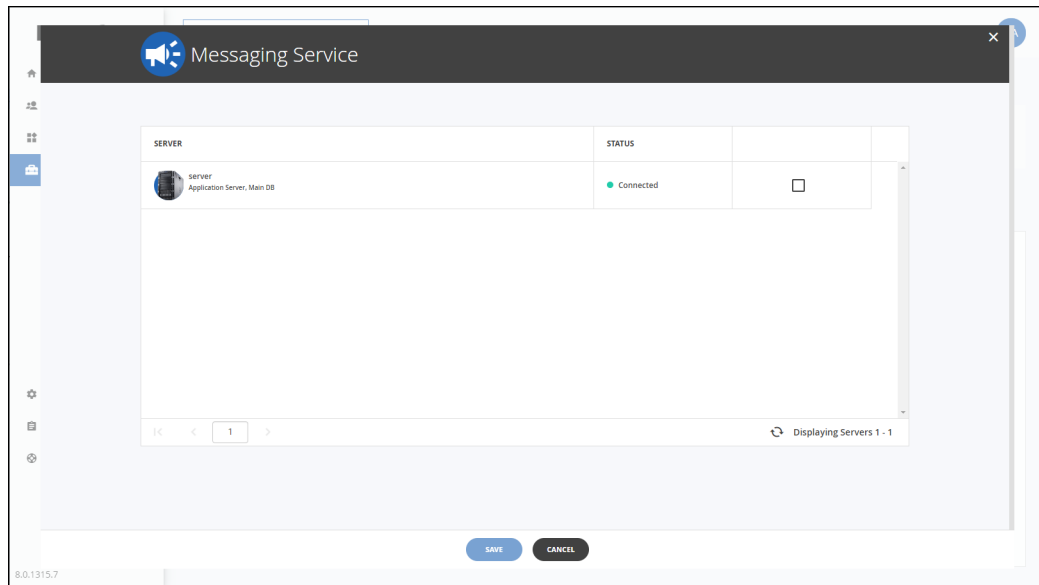 Messaging Service
SERVER
STATUS
server
Application Server, Main DB
Connected
1
Displaying Servers 1 - 1
SAVE
CANCEL
8.0.1315.7